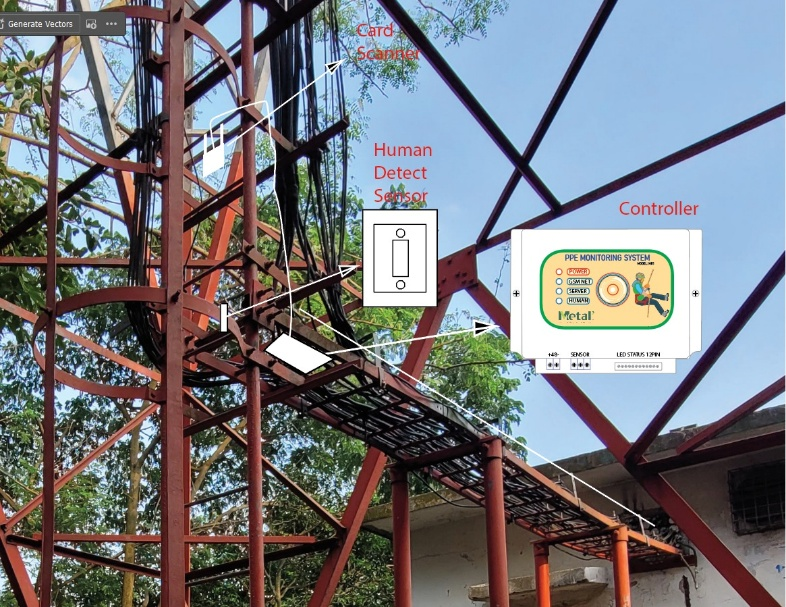 Generate Vectors
Card
Scanner
Human
Detect
Sensor
Controller
PPE MONITORING SYSTEM
POWER
GSM NET
SERVER
HUMAN
Metal
+48-
SENSOR
LED STATUS 12PIN